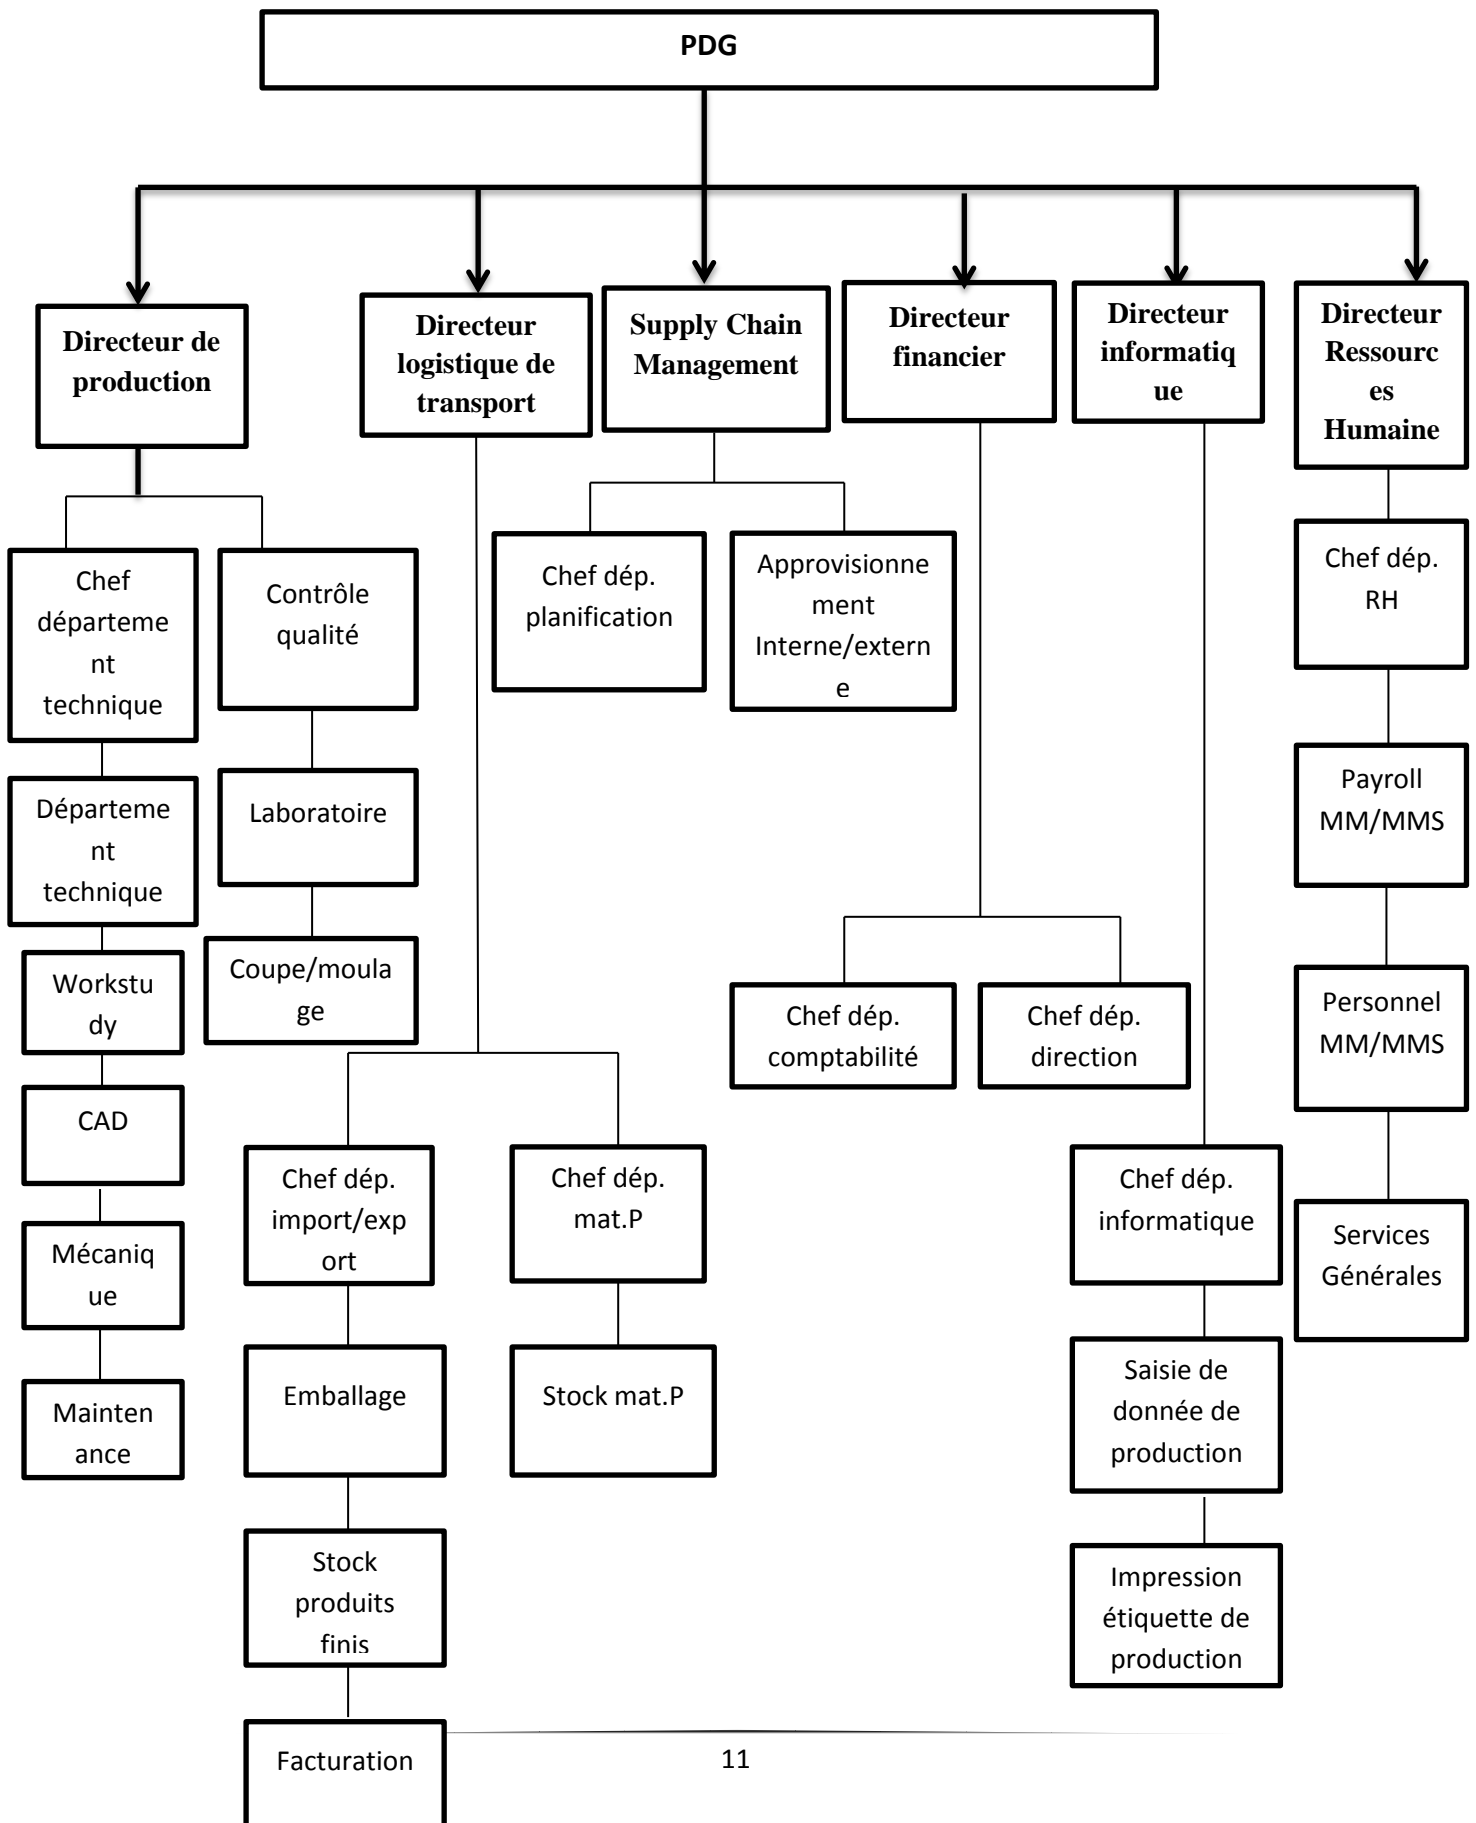 PDG
Directeur de
production
Directeur
logistique de
transport
Supply Chain
Management
Directeur
financier
Directeur
informatiq
ue
Directeur
Ressourc
es
Humaine
Chef
départeme
nt
technique
Contrôle
qualité
Chef dép.
planification
Approvisionne
ment
Interne/extern
e
Chef dép.
RH
Départeme
nt
technique
Laboratoire
Payroll
MM/MMS
Workstu
dy
Coupe/moula
ge
Chef dép.
comptabilité
Chef dép.
direction
Personnel
MM/MMS
CAD
Chef dép.
import/exp
ort
Chef dép.
mat.P
Chef dép.
informatique
Services
Générales
Mécaniq
ue
Emballage
Stock mat.P
Saisie de
donnée de
production
Mainten
ance
Stock
produits
finis
Impression
étiquette de
production
Facturation
11